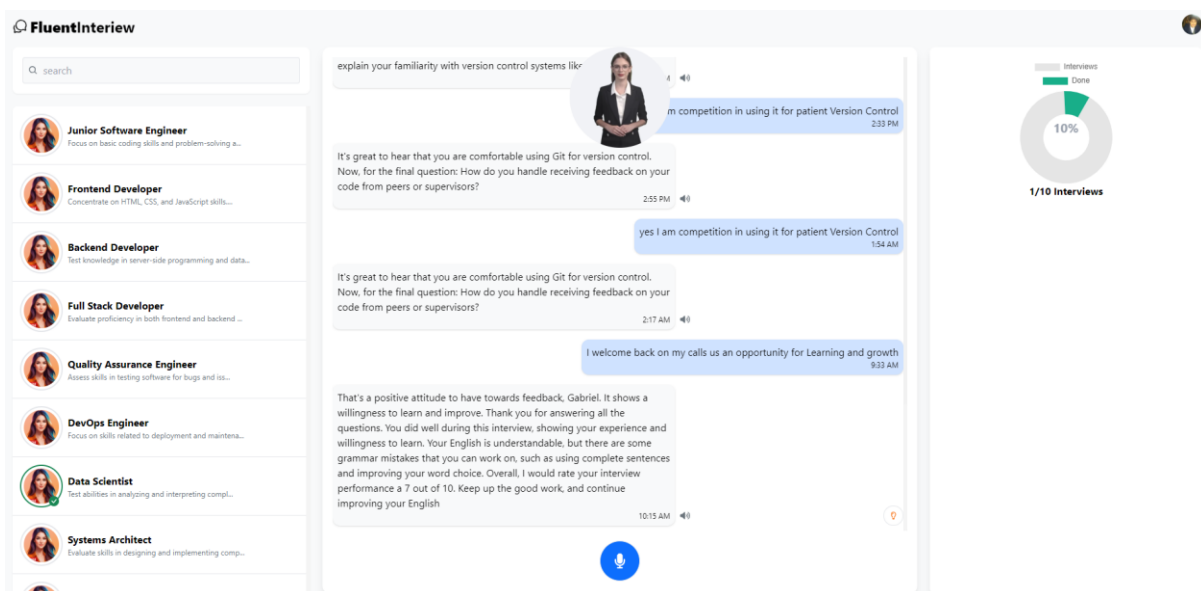 FluentInteriew
search
Junior Software Engineer
Focus on basic coding skills and problem-solving a...
Frontend Developer
Concentrate on HTML, CSS, and JavaScript skills....
Backend Developer
Test knowledge in server-side programming and data...
Full Stack Developer
Evaluate proficiency in both frontend and backend ...
Quality Assurance Engineer
Assess skills in testing software for bugs and iss...
DevOps Engineer
Focus on skills related to deployment and maintena...
Data Scientist
Test abilities in analyzing and interpreting compl...
Systems Architect
Evaluate skills in designing and implementing comp...
explain your familiarity with version control systems
am competition in using it for patient Version Control
2:33 PM
It's great to hear that you are comfortable using Git for version control.
Now, for the final question: How do you handle receiving feedback on your
code from peers or supervisors?
2:55 PM
yes I am competition in using it for patient Version Control
1:54 AM
It's great to hear that you are comfortable using Git for version control.
Now, for the final question: How do you handle receiving feedback on your
code from peers or supervisors?
2:17 AM
I welcome back on my calls us an opportunity for Learning and growth
9:33 AM
That's a positive attitude to have towards feedback, Gabriel. It shows a
willingness to learn and improve. Thank you for answering all the
questions. You did well during this interview, showing your experience and
willingness to learn. Your English is understandable, but there are some
grammar mistakes that you can work on, such as using complete sentences
and improving your word choice. Overall, I would rate your interview
performance a 7 out of 10. Keep up the good work, and continue
improving your English
10:15 AM
Interviews
Done
10%
1/10 Interviews